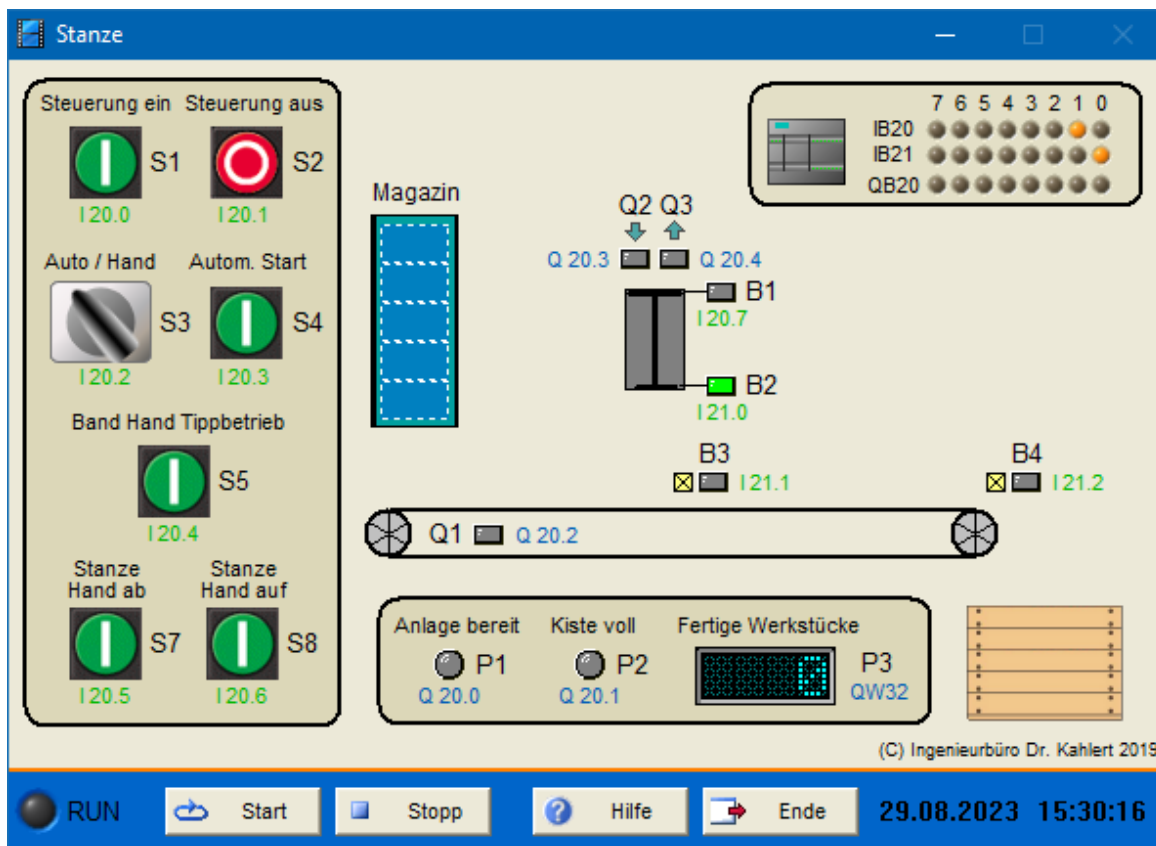 Stanze
Steuerung ein Steuerung aus
S1
S2
I 20.0
I 20.1
Auto / Hand
Autom. Start
S3
S4
I 20.2
I 20.3
Band Hand Tippbetrieb
S5
I 20.4
Stanze
Hand ab
Stanze
Hand auf
S7
S8
I 20.5
I 20.6
Magazin
Q2 Q3
Q 20.3
Q 20.4
B1
I 20.7
B2
I 21.0
7 6 5 4 3 2 1 0
IB20
IB21
QB20
B3
I 21.1
B4
I 21.2
Q1
Q 20.2
Anlage bereit
Kiste voll
Fertige Werkstücke
P1
P2
0
P3
Q 20.0
Q 20.1
QW32
(C) Ingenieurbüro Dr. Kahlert 2019
RUN
Start
Stopp
Hilfe
Ende
29.08.2023 15:30:16